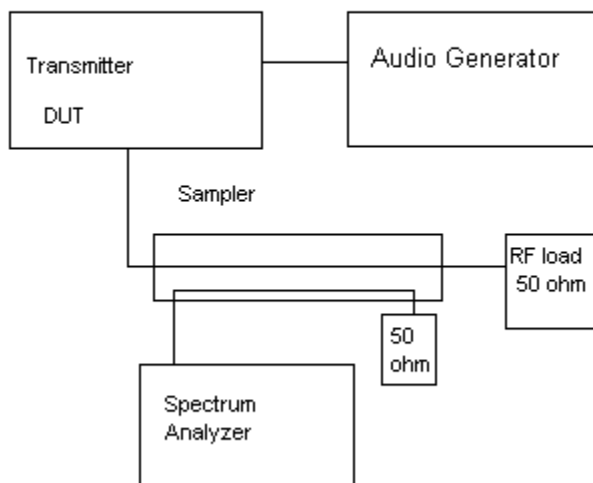 Transmitter
DUT
Audio Generator
Sampler
RF load
50 ohm
50
ohm
Spectrum
Analyzer